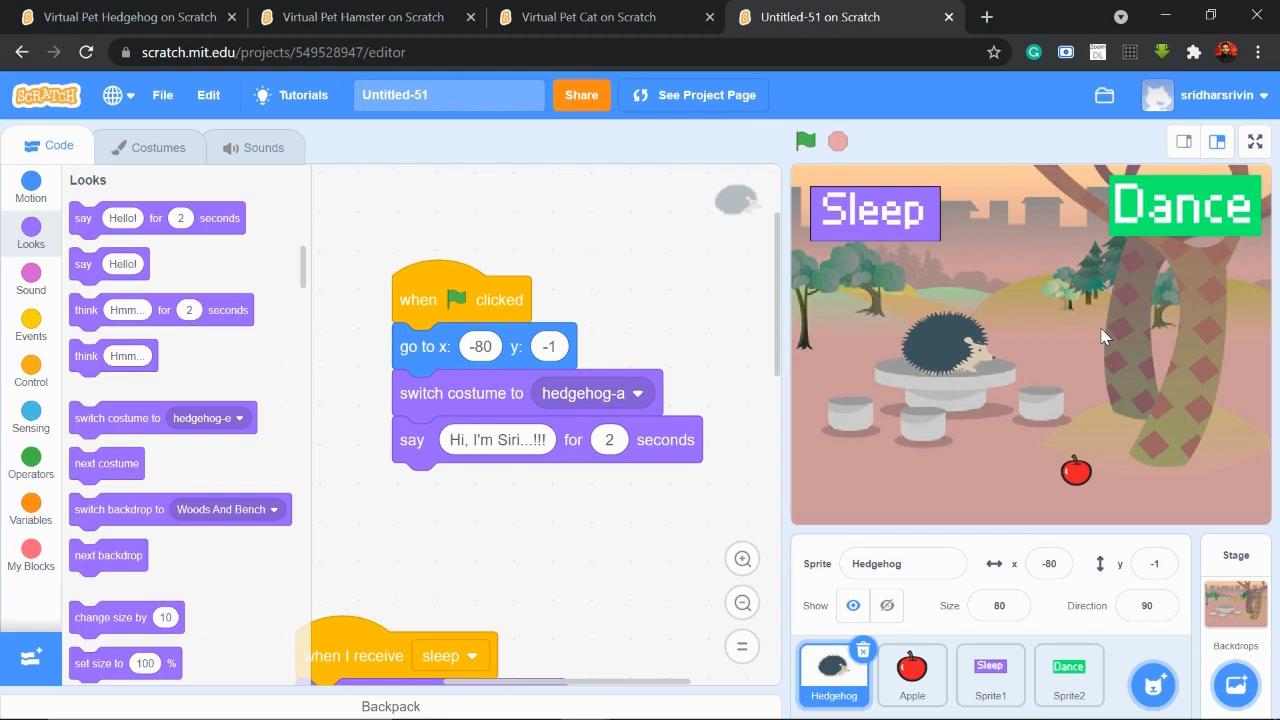 Virtual Pet Hedgehog on Scratch
Virtual Pet Hamster on Scratch
Virtual Pet Cat on Scratch
Untitled-51 on Scratch
scratch.mit.edu/projects/549528947/editor
Zoom
DL
SCRATCH
File
Edit
Tutorials
Untitled-51
Share
See Project Page
sridharsrivin
Code
Costumes
Sounds
Motion
Looks
Sound
Events
Control
Sensing
Operators
Variables
My Blocks
Looks
say Hello! for 2 seconds
say Hello!
think Hmm... for 2 seconds
think Hmm...
switch costume to hedgehog-e
next costume
switch backdrop to Woods And Bench
next backdrop
change size by 10
set size to 100 %
when clicked
go to x: -80 y: -1
switch costume to hedgehog-a
say Hi, I'm Siri...!!! for 2 seconds
when I receive sleep
Backpack
Sleep
Dance
Sprite Hedgehog x -80 y -1
Show Size 80 Direction 90
Hedgehog
Apple
Sleep
Sprite1
Dance
Sprite2
Stage
Backdrops